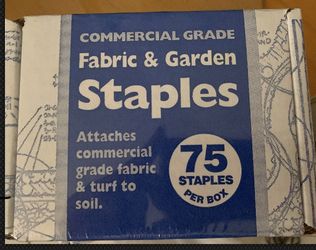 COMMERCIAL GRADE
Fabric & Garden
Staples
Attaches
commercial
grade fabric
& turf to
soil.
75
STAPLES
PER BOX